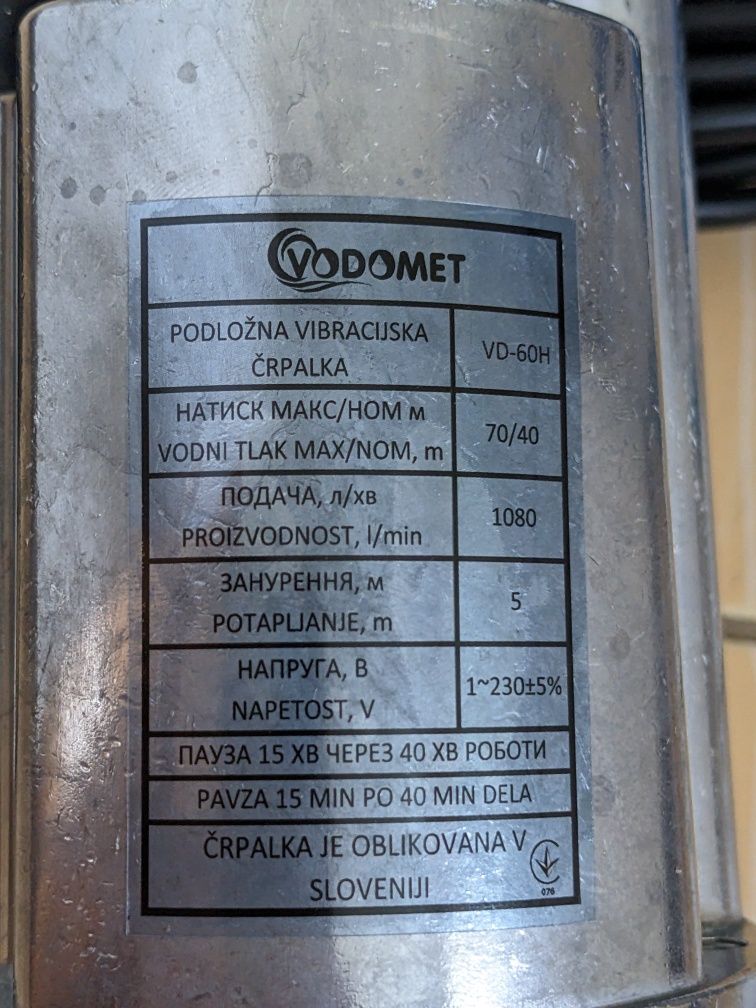 VODOMET
PODLOŽNA VIBRACIJSKA
ČRPALKA
VD-60H
НАТИСК МАКС/НОМ м
VODNI TLAK MAX/NOM, m
70/40
ПОДАЧА, л/хв
PROIZVODNOST, l/min
1080
ЗАНУРЕННЯ, м
POTAPLJANJE, m
5
НАПРУГА, В
NAPETOST, V
1~230±5%
ПАУЗА 15 ХВ ЧЕРЕЗ 40 ХВ РОБОТИ
PAVZA 15 MIN PO 40 MIN DELA
ČRPALKA JE OBLIKOVANA V
SLOVENIJI
076